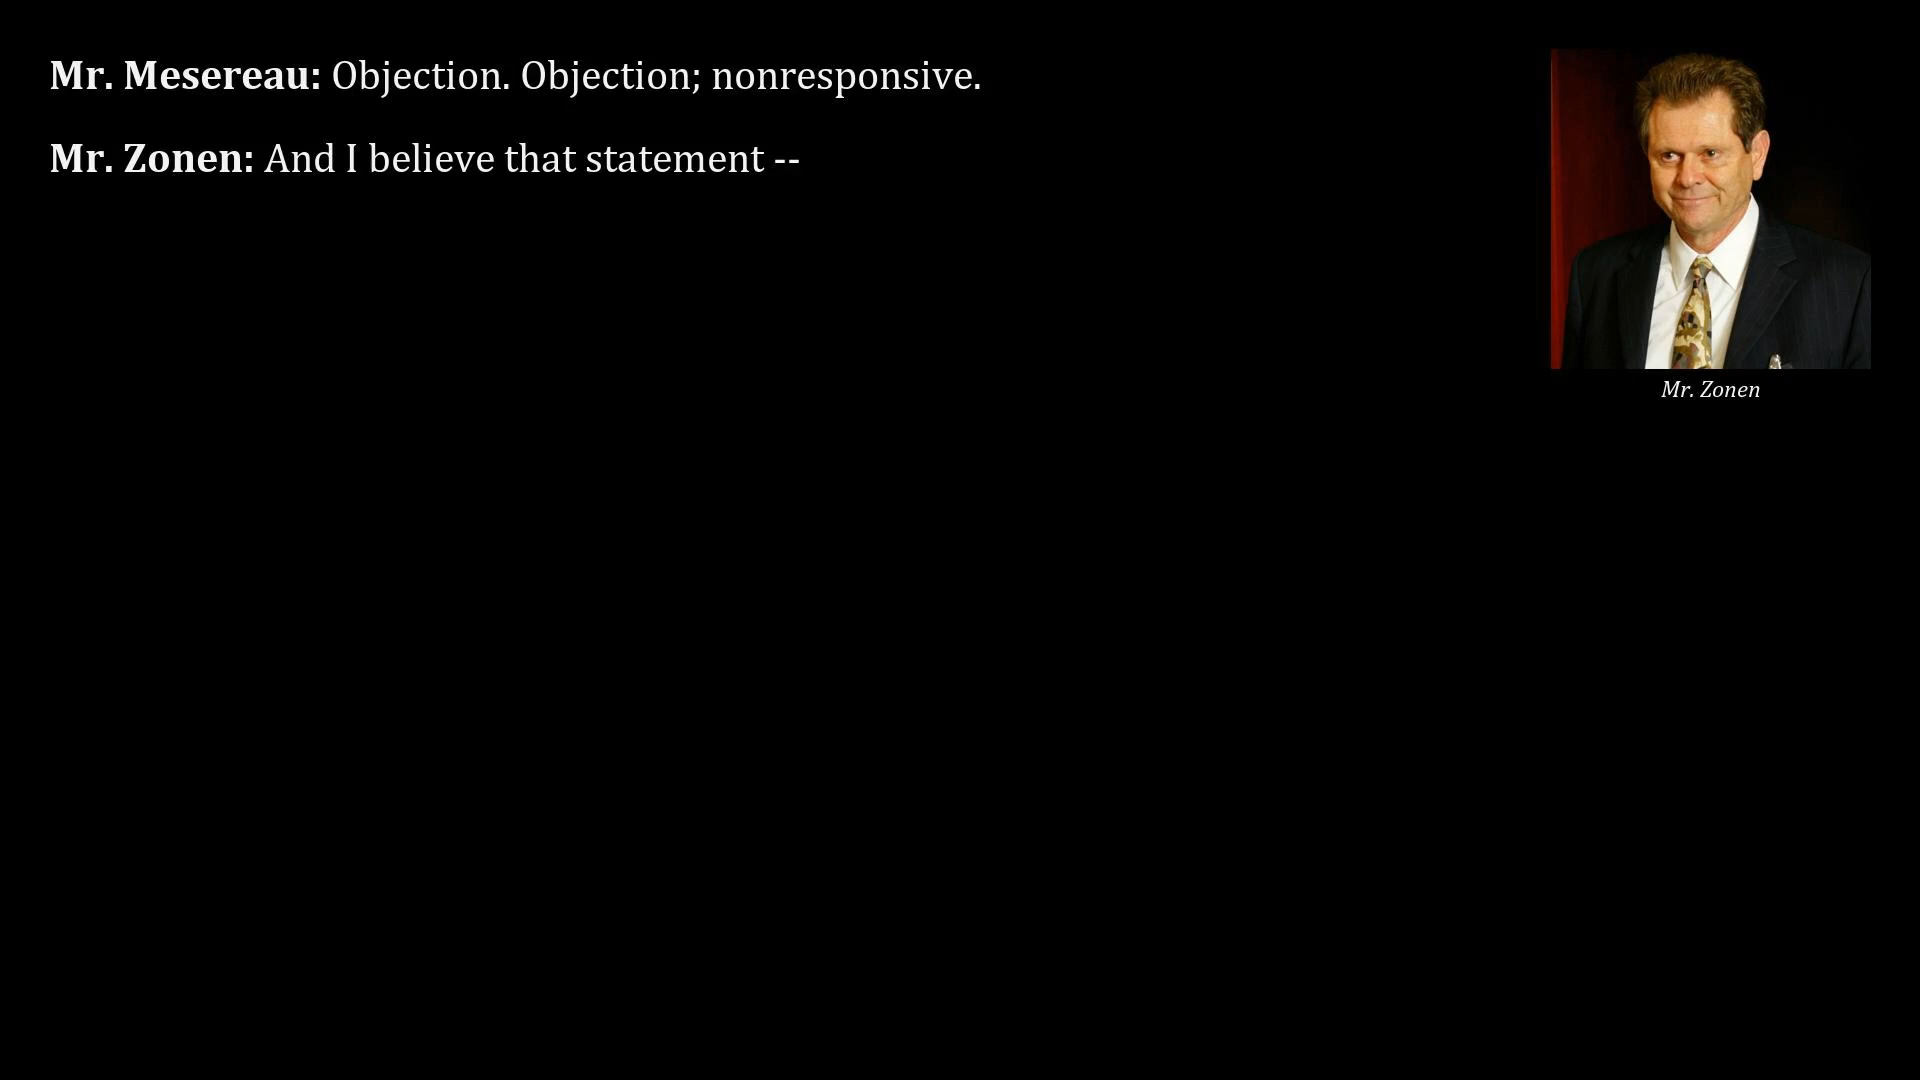 Mr. Mesereau: Objection. Objection; nonresponsive.
Mr. Zonen: And I believe that statement --
Mr. Zonen